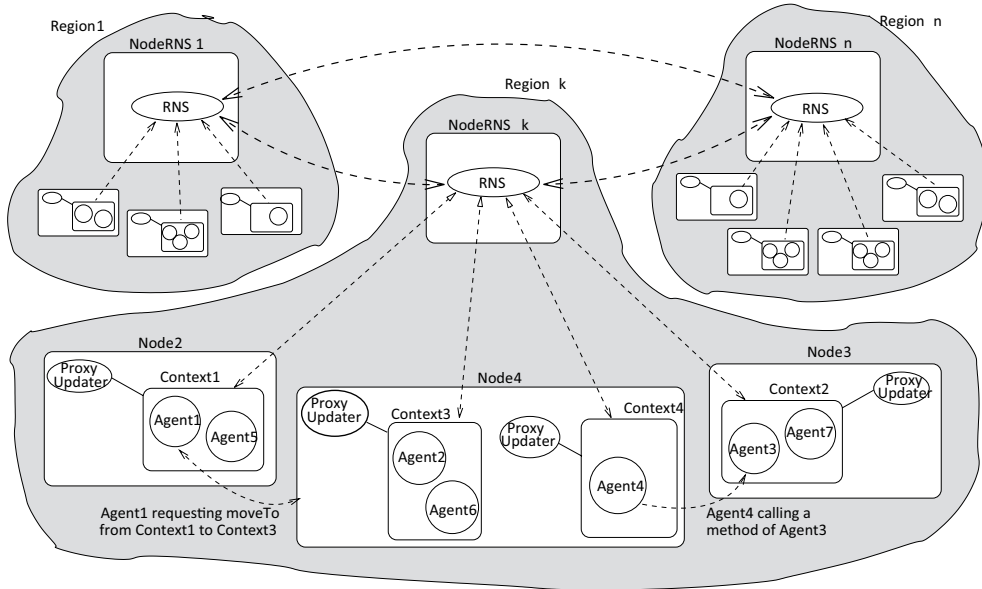 Region1
NodeRNS 1
RNS
Region n
NodeRNS n
RNS
Region k
NodeRNS k
RNS
Node2
Proxy
Updater
Context1
Agent1
Agent5
Node4
Proxy
Updater
Context3
Agent2
Agent6
Proxy
Updater
Context4
Agent4
Node3
Context2
Proxy
Updater
Agent3
Agent7
Agent1 requesting moveTo
from Context1 to Context3
Agent4 calling a
method of Agent3